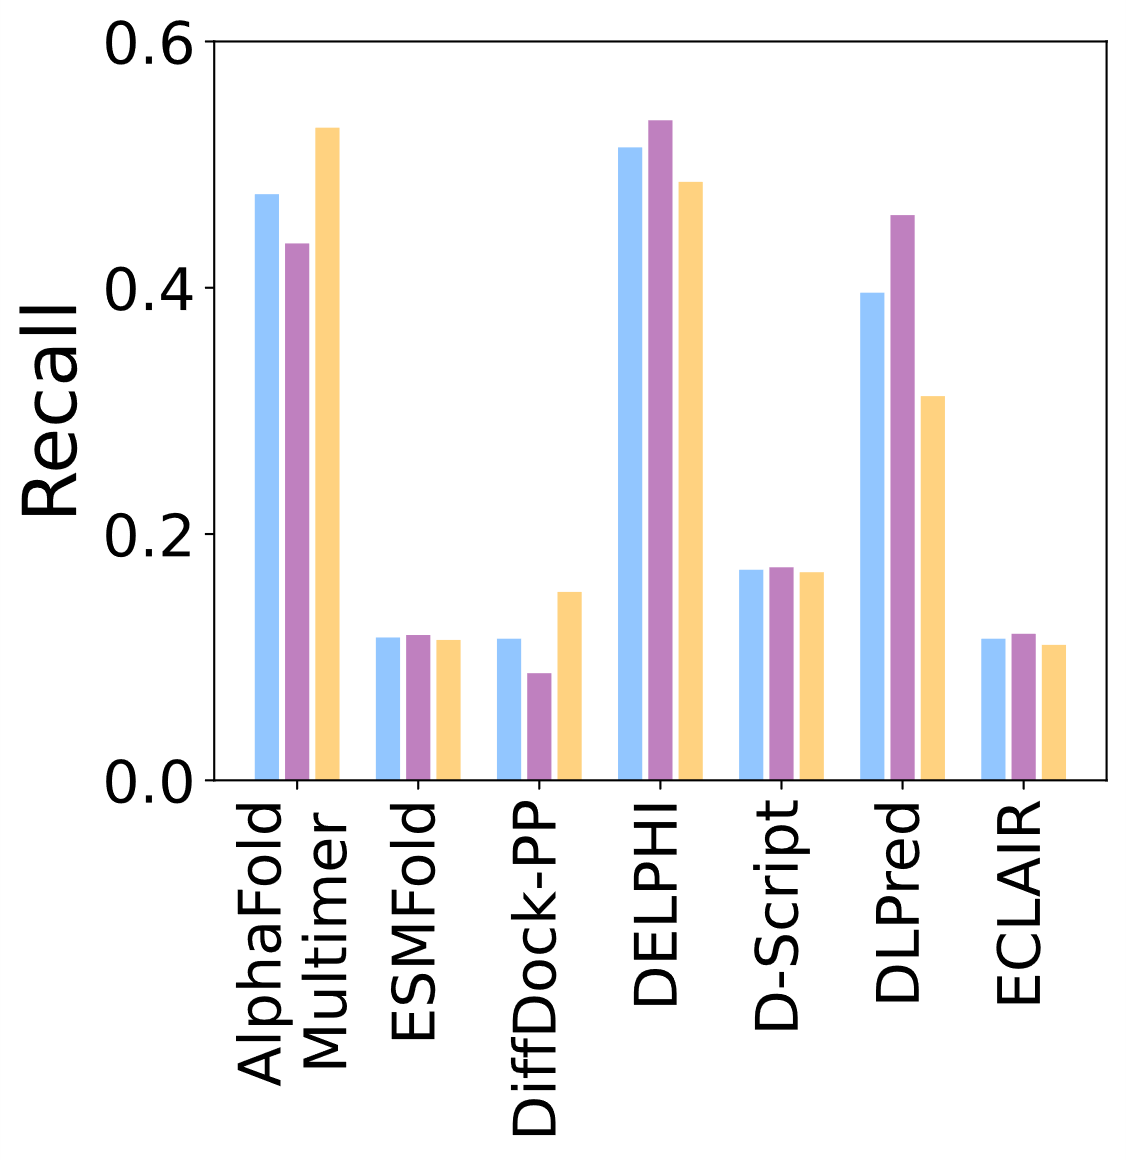 0.6
0.4
0.2
0.0
Recall
AlphaFold
Multimer
ESMFold
DiffDock-PP
DELPHI
D-Script
DLPred
ECLAIR